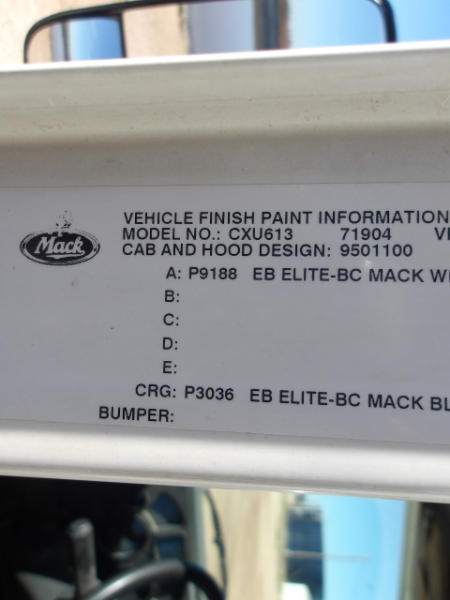 Mack
VEHICLE FINISH PAINT INFORMATION
MODEL NO.: CXU613 71904
CAB AND HOOD DESIGN: 9501100
A: P9188 EB ELITE-BC MACK
B:
C:
D:
E:
CRG: P3036 EB ELITE-BC MACK
BUMPER: